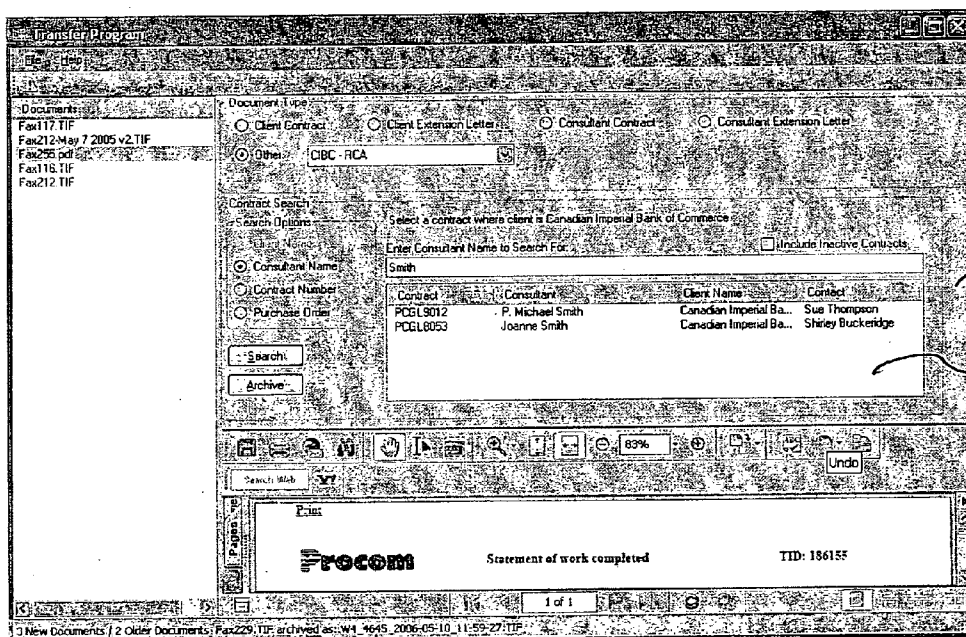 Transfer Program
File Help
Documents
Fax117.TIF
Fax212-May 7 2005 v2.TIF
Fax255.pdf
Fax116.TIF
Fax212.TIF
Document Type
Client Contract
Client Extension Letter
Consultant Contract
Consultant Extension Letter
Other
CIBC - RCA
Contract Search
Search Options
Client Name
Consultant Name
Contract Number
Purchase Order
Search
Archive
Select a contract where client is Canadian Imperial Bank of Commerce
Enter Consultant Name to Search For:
Include Inactive Contracts
Smith
Contract Consultant Client Name Contact
PCGL9012 P. Michael Smith Canadian Imperial Ba... Sue Thompson
PCGL8053 Joanne Smith Canadian Imperial Ba... Shirley Buckeridge
83%
Undo
Search Web
Pages
Print
Procom Statement of work completed TID: 186155
1 of 1
3 New Documents / 2 Older Documents Fax229.TIF archived as: W4_4645_2006-05-10_11-59-27.TIF